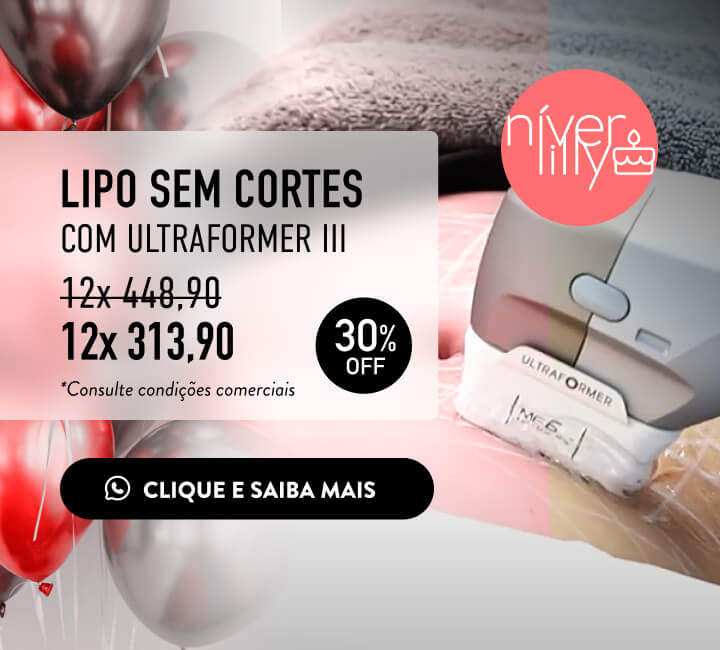 níver
lilly
LIPO SEM CORTES
COM ULTRAFORMER III
12x 448,90
12x 313,90
30%
OFF
*Consulte condições comerciais
ULTRAFORMER
CLIQUE E SAIBA MAIS